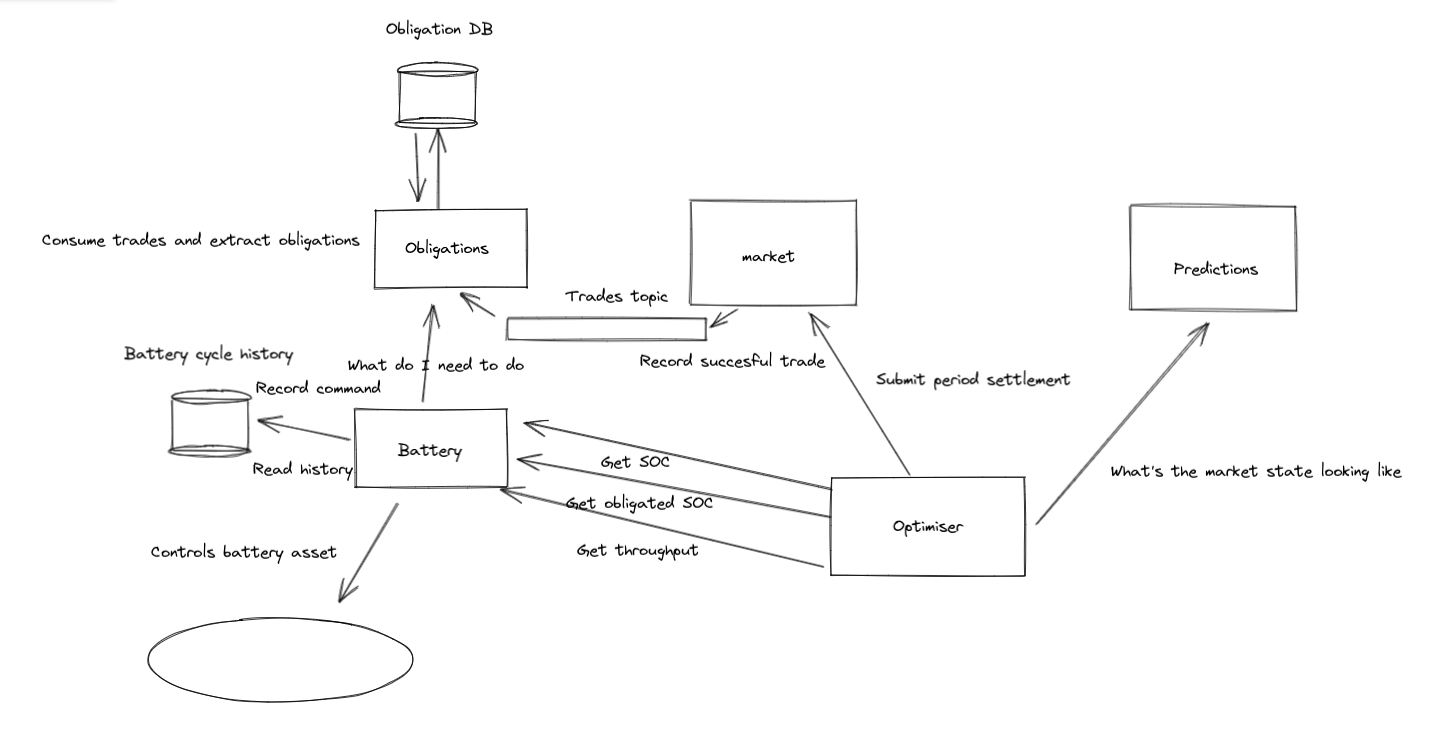 Obligation DB
Consume trades and extract obligations
Obligations
market
Predictions
Trades topic
Battery cycle history
What do I need to do
Record succesful trade
Record command
Submit period settlement
Battery
Get SOC
Read history
What's the market state looking like
Get obligated SOC
Optimiser
Controls battery asset
Get throughput